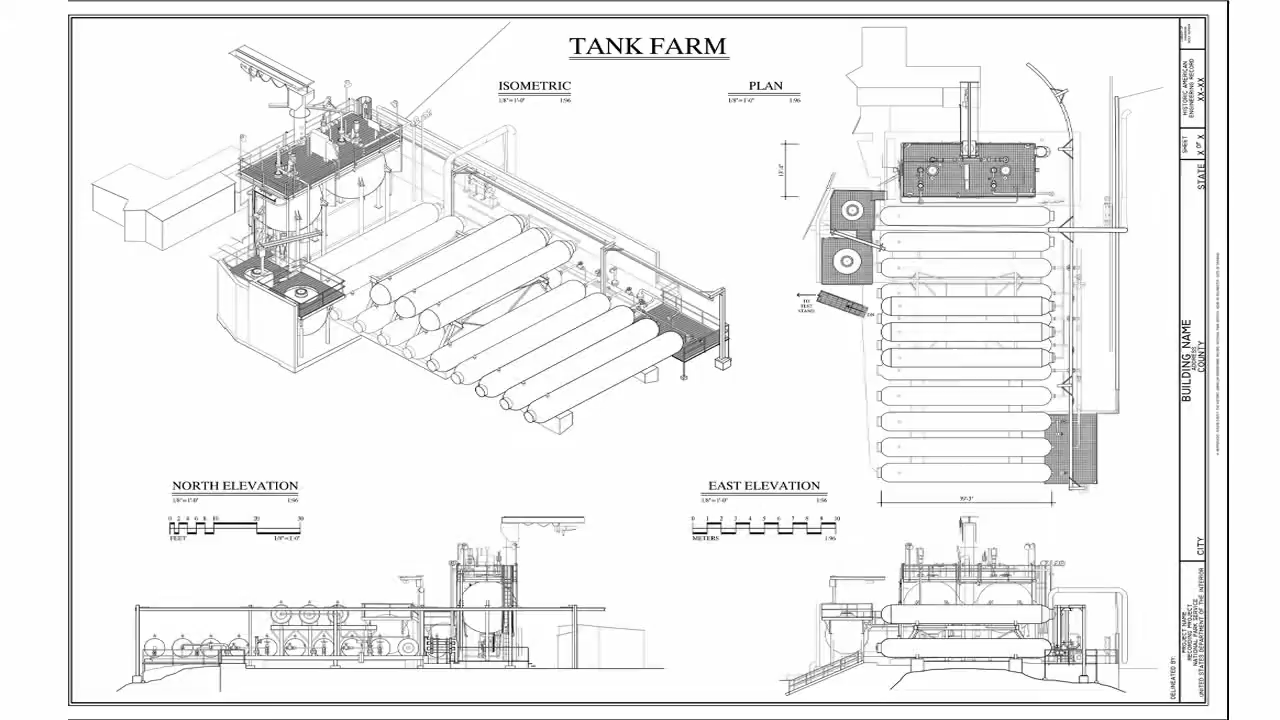 TANK FARM
ISOMETRIC
1/8"=1'-0" 1:96
PLAN
1/8"=1'-0" 1:96
TO
TEST
STAND
DN
NORTH ELEVATION
1/8"=1'-0" 1:96
0 2 4 6 8 10 20 30
FEET 1/8"=1'-0"
EAST ELEVATION
1/8"=1'-0" 1:96
0 1 2 3 4 5 6 7 8 9 10
METERS 1:96
HISTORIC AMERICAN
ENGINEERING RECORD
XX-XX
SHEET X OF X
BUILDING NAME
ADDRESS
CITY COUNTY STATE
DELINEATED BY:
PROJECT NAME
RECORDING PROJECT
NATIONAL PARK SERVICE
UNITED STATES DEPARTMENT OF THE INTERIOR